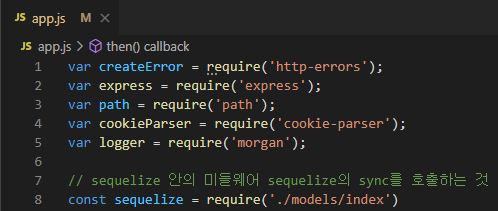 JS app.js M ×
JS app.js > then() callback
1 var createError = require('http-errors');
2 var express = require('express');
3 var path = require('path');
4 var cookieParser = require('cookie-parser');
5 var logger = require('morgan');
6
7 // sequelize 안의 미들웨어 sequelize의 sync를 호출하는 것
8 const sequelize = require('./models/index')